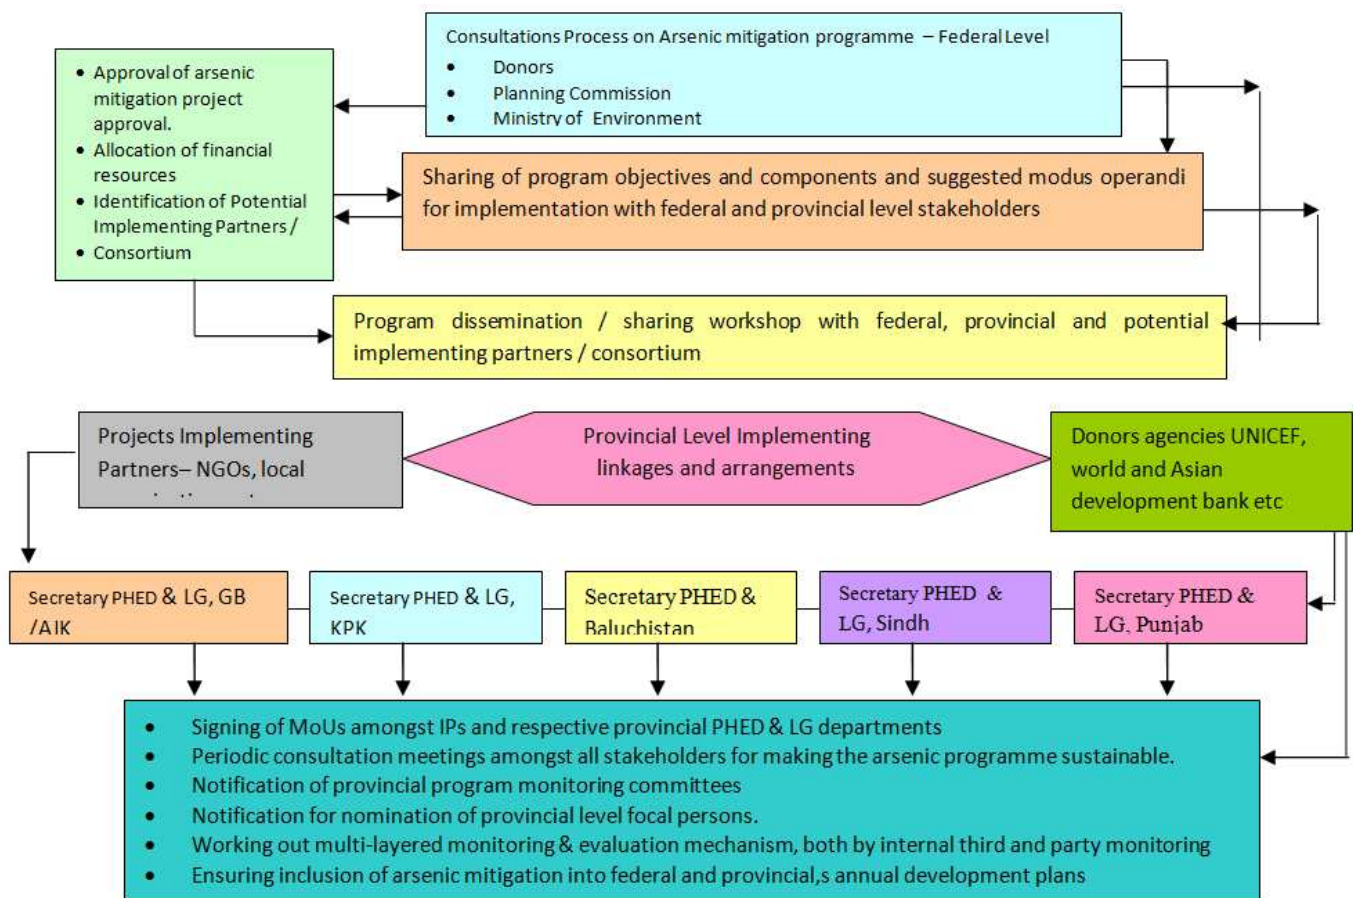 Consultations Process on Arsenic mitigation programme – Federal Level
• Donors
• Planning Commission
• Ministry of Environment
• Approval of arsenic
mitigation project
approval.
• Allocation of financial
resources
• Identification of Potential
Implementing Partners /
• Consortium
Sharing of program objectives and components and suggested modus operandi
for implementation with federal and provincial level stakeholders
Program dissemination / sharing workshop with federal, provincial and potential
implementing partners / consortium
Projects Implementing
Partners– NGOs, local
Provincial Level Implementing
linkages and arrangements
Donors agencies UNICEF,
world and Asian
development bank etc
Secretary PHED & LG, GB
/AJK
Secretary PHED & LG,
KPK
Secretary PHED &
Baluchistan
Secretary PHED &
LG, Sindh
Secretary PHED &
LG, Punjab
• Signing of MoUs amongst IPs and respective provincial PHED & LG departments
• Periodic consultation meetings amongst all stakeholders for making the arsenic programme sustainable.
• Notification of provincial program monitoring committees
• Notification for nomination of provincial level focal persons.
• Working out multi-layered monitoring & evaluation mechanism, both by internal third and party monitoring
• Ensuring inclusion of arsenic mitigation into federal and provincial,s annual development plans